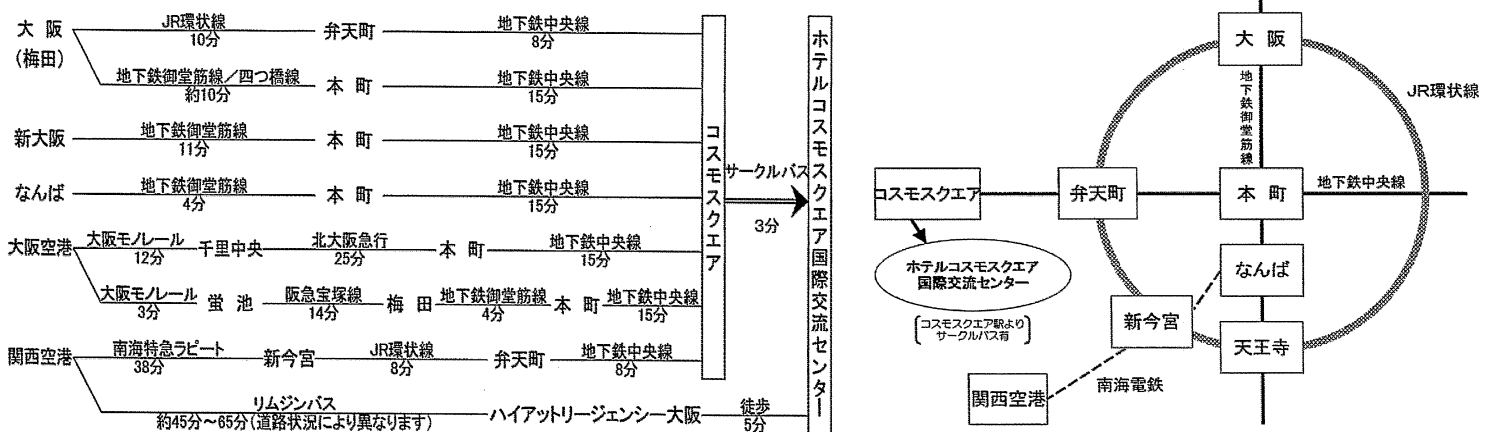 大阪 JR環状線 弁天町 地下鉄中央線
(梅田) 10分 8分
地下鉄御堂筋線／四つ橋線 本町 地下鉄中央線
約10分 15分
新大阪 地下鉄御堂筋線 本町 地下鉄中央線
11分 15分
なんば 地下鉄御堂筋線 本町 地下鉄中央線
4分 15分
大阪空港 大阪モノレール 千里中央 北大阪急行 本町 地下鉄中央線
12分 25分 15分
大阪モノレール 蛍池 阪急宝塚線 梅田 地下鉄御堂筋線 本町 地下鉄中央線
3分 14分 4分 15分
関西空港 南海特急ラピート 新今宮 JR環状線 弁天町 地下鉄中央線
38分 8分 8分
リムジンバス ハイアットリージェンシー大阪 徒歩
約45分～65分(道路状況により異なります) 5分
コスモスクエア
サークルバス
3分
ホテルコスモスクエア国際交流センター
大阪
地下鉄御堂筋線
JR環状線
コスモスクエア
弁天町
本町
地下鉄中央線
ホテルコスモスクエア
国際交流センター
コスモスクエア駅より
サークルバス有
なんば
新今宮
天王寺
関西空港
南海電鉄